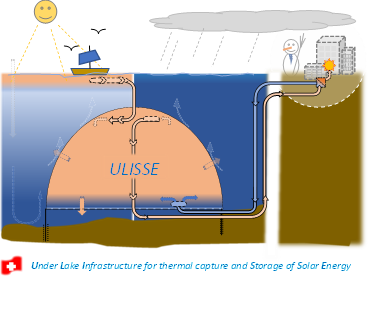 ULISSE
Under Lake Infrastructure for thermal capture and Storage of Solar Energy